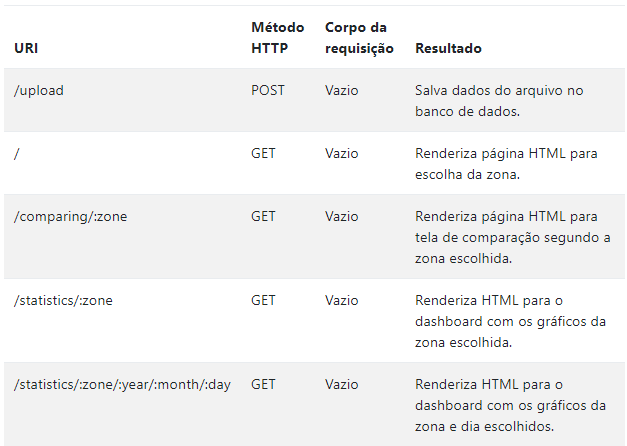 URI Método HTTP Corpo da requisição Resultado
/upload POST Vazio Salva dados do arquivo no
banco de dados.
/ GET Vazio Renderiza página HTML para
escolha da zona.
/comparing/:zone GET Vazio Renderiza página HTML para
tela de comparação segundo a
zona escolhida.
/statistics/:zone GET Vazio Renderiza HTML para o
dashboard com os gráficos da
zona escolhida.
/statistics/:zone/:year/:month/:day GET Vazio Renderiza HTML para o
dashboard com os gráficos da
zona e dia escolhidos.